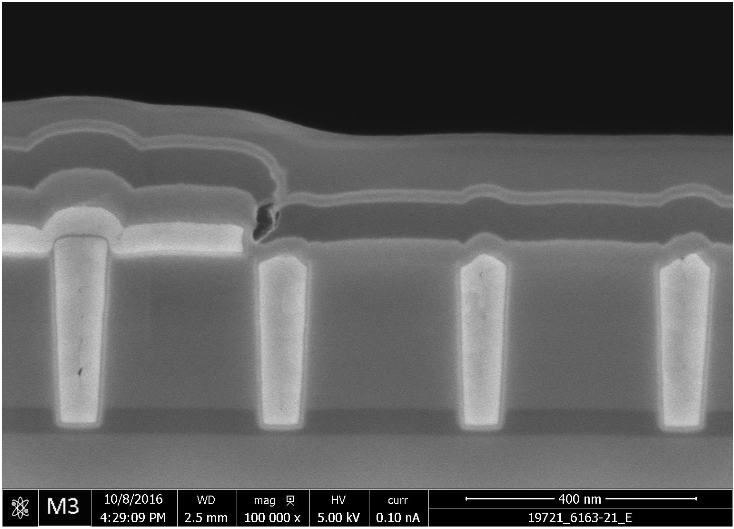 M3
10/8/2016
4:29:09 PM
WD
2.5 mm
mag
100 000 x
HV
5.00 kV
curr
0.10 nA
400 nm
19721_6163-21_E